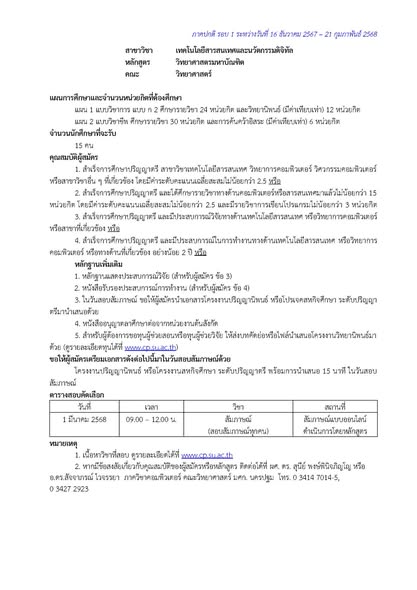 ภาคปกติ รอบ 1 ระหว่างวันที่ 16 ธันวาคม 2567 – 21 กุมภาพันธ์ 2568
สาขาวิชา เทคโนโลยีสารสนเทศและนวัตกรรมดิจิทัล
หลักสูตร วิทยาศาสตรมหาบัณฑิต
คณะ วิทยาศาสตร์
แผนการศึกษาและจำนวนหน่วยกิตที่ต้องศึกษา
แผน 1 แบบวิชาการ แบบ ก 2 ศึกษารายวิชา 24 หน่วยกิต และวิทยานิพนธ์ (มีค่าเทียบเท่า) 12 หน่วยกิต
แผน 2 แบบวิชาชีพ ศึกษารายวิชา 30 หน่วยกิต และการค้นคว้าอิสระ (มีค่าเทียบเท่า) 6 หน่วยกิต
จำนวนนักศึกษาที่จะรับ
15 คน
คุณสมบัติผู้สมัคร
1. สำเร็จการศึกษาปริญญาตรี สาขาวิชาเทคโนโลยีสารสนเทศ วิทยาการคอมพิวเตอร์ วิศวกรรมคอมพิวเตอร์
หรือสาขาวิชาอื่น ๆ ที่เกี่ยวข้อง โดยมีค่าระดับคะแนนเฉลี่ยสะสมไม่น้อยกว่า 2.5 หรือ
2. สำเร็จการศึกษาปริญญาตรี และได้ศึกษารายวิชาทางด้านคอมพิวเตอร์หรือสารสนเทศมาแล้วไม่น้อยกว่า 15
หน่วยกิต โดยมีค่าระดับคะแนนเฉลี่ยสะสมไม่น้อยกว่า 2.5 และมีรายวิชาการเขียนโปรแกรมไม่น้อยกว่า 3 หน่วยกิต
3. สำเร็จการศึกษาปริญญาตรี และมีประสบการณ์วิจัยทางด้านเทคโนโลยีสารสนเทศ หรือวิทยาการคอมพิวเตอร์
หรือสาขาที่เกี่ยวข้อง หรือ
4. สำเร็จการศึกษาปริญญาตรี และมีประสบการณ์ในการทำงานทางด้านเทคโนโลยีสารสนเทศ หรือวิทยาการ
คอมพิวเตอร์ หรือทางด้านที่เกี่ยวข้อง อย่างน้อย 2 ปี หรือ
หลักฐานเพิ่มเติม
1. หลักฐานแสดงประสบการณ์วิจัย (สำหรับผู้สมัคร ข้อ 3)
2. หนังสือรับรองประสบการณ์การทำงาน (สำหรับผู้สมัคร ข้อ 4)
3. ในวันสอบสัมภาษณ์ ขอให้ผู้สมัครนำเอกสารโครงงานปริญญานิพนธ์ หรือโปรเจคสหกิจศึกษา ระดับปริญญา
ตรีมานำเสนอด้วย
4. หนังสืออนุญาตลาศึกษาต่อจากหน่วยงานต้นสังกัด
5. สำหรับผู้ต้องการขอทุนผู้ช่วยสอนหรือทุนผู้ช่วยวิจัย ให้ส่งบทคัดย่อหรือไฟล์นำเสนอโครงงานวิทยานิพนธ์มา
ด้วย (ดูรายละเอียดทุนได้ที่ www.cp.su.ac.th)
ขอให้ผู้สมัครเตรียมเอกสารดังต่อไปนี้มาในวันสอบสัมภาษณ์ด้วย
โครงงานปริญญานิพนธ์ หรือโครงงานสหกิจศึกษา ระดับปริญญาตรี พร้อมการนำเสนอ 15 นาที ในวันสอบ
สัมภาษณ์
ตารางสอบคัดเลือก
วันที่ เวลา วิชา สถานที่
1 มีนาคม 2568 09.00 – 12.00 น. สัมภาษณ์ สัมภาษณ์แบบออนไลน์
(สอบสัมภาษณ์ทุกคน) ดำเนินการโดยหลักสูตร
หมายเหตุ
1. เนื้อหาวิชาที่สอบ ดูรายละเอียดได้ที่ www.cp.su.ac.th
2. หากมีข้อสงสัยเกี่ยวกับคุณสมบัติของผู้สมัครหรือหลักสูตร ติดต่อได้ที่ ผศ. ดร. สุนีย์ พงษ์พินิจภิญโญ หรือ
อ.ดร.สัจจาภรณ์ ไวจรรยา ภาควิชาคอมพิวเตอร์ คณะวิทยาศาสตร์ มศก. นครปฐม โทร. 0 3414 7014-5,
0 3427 2923